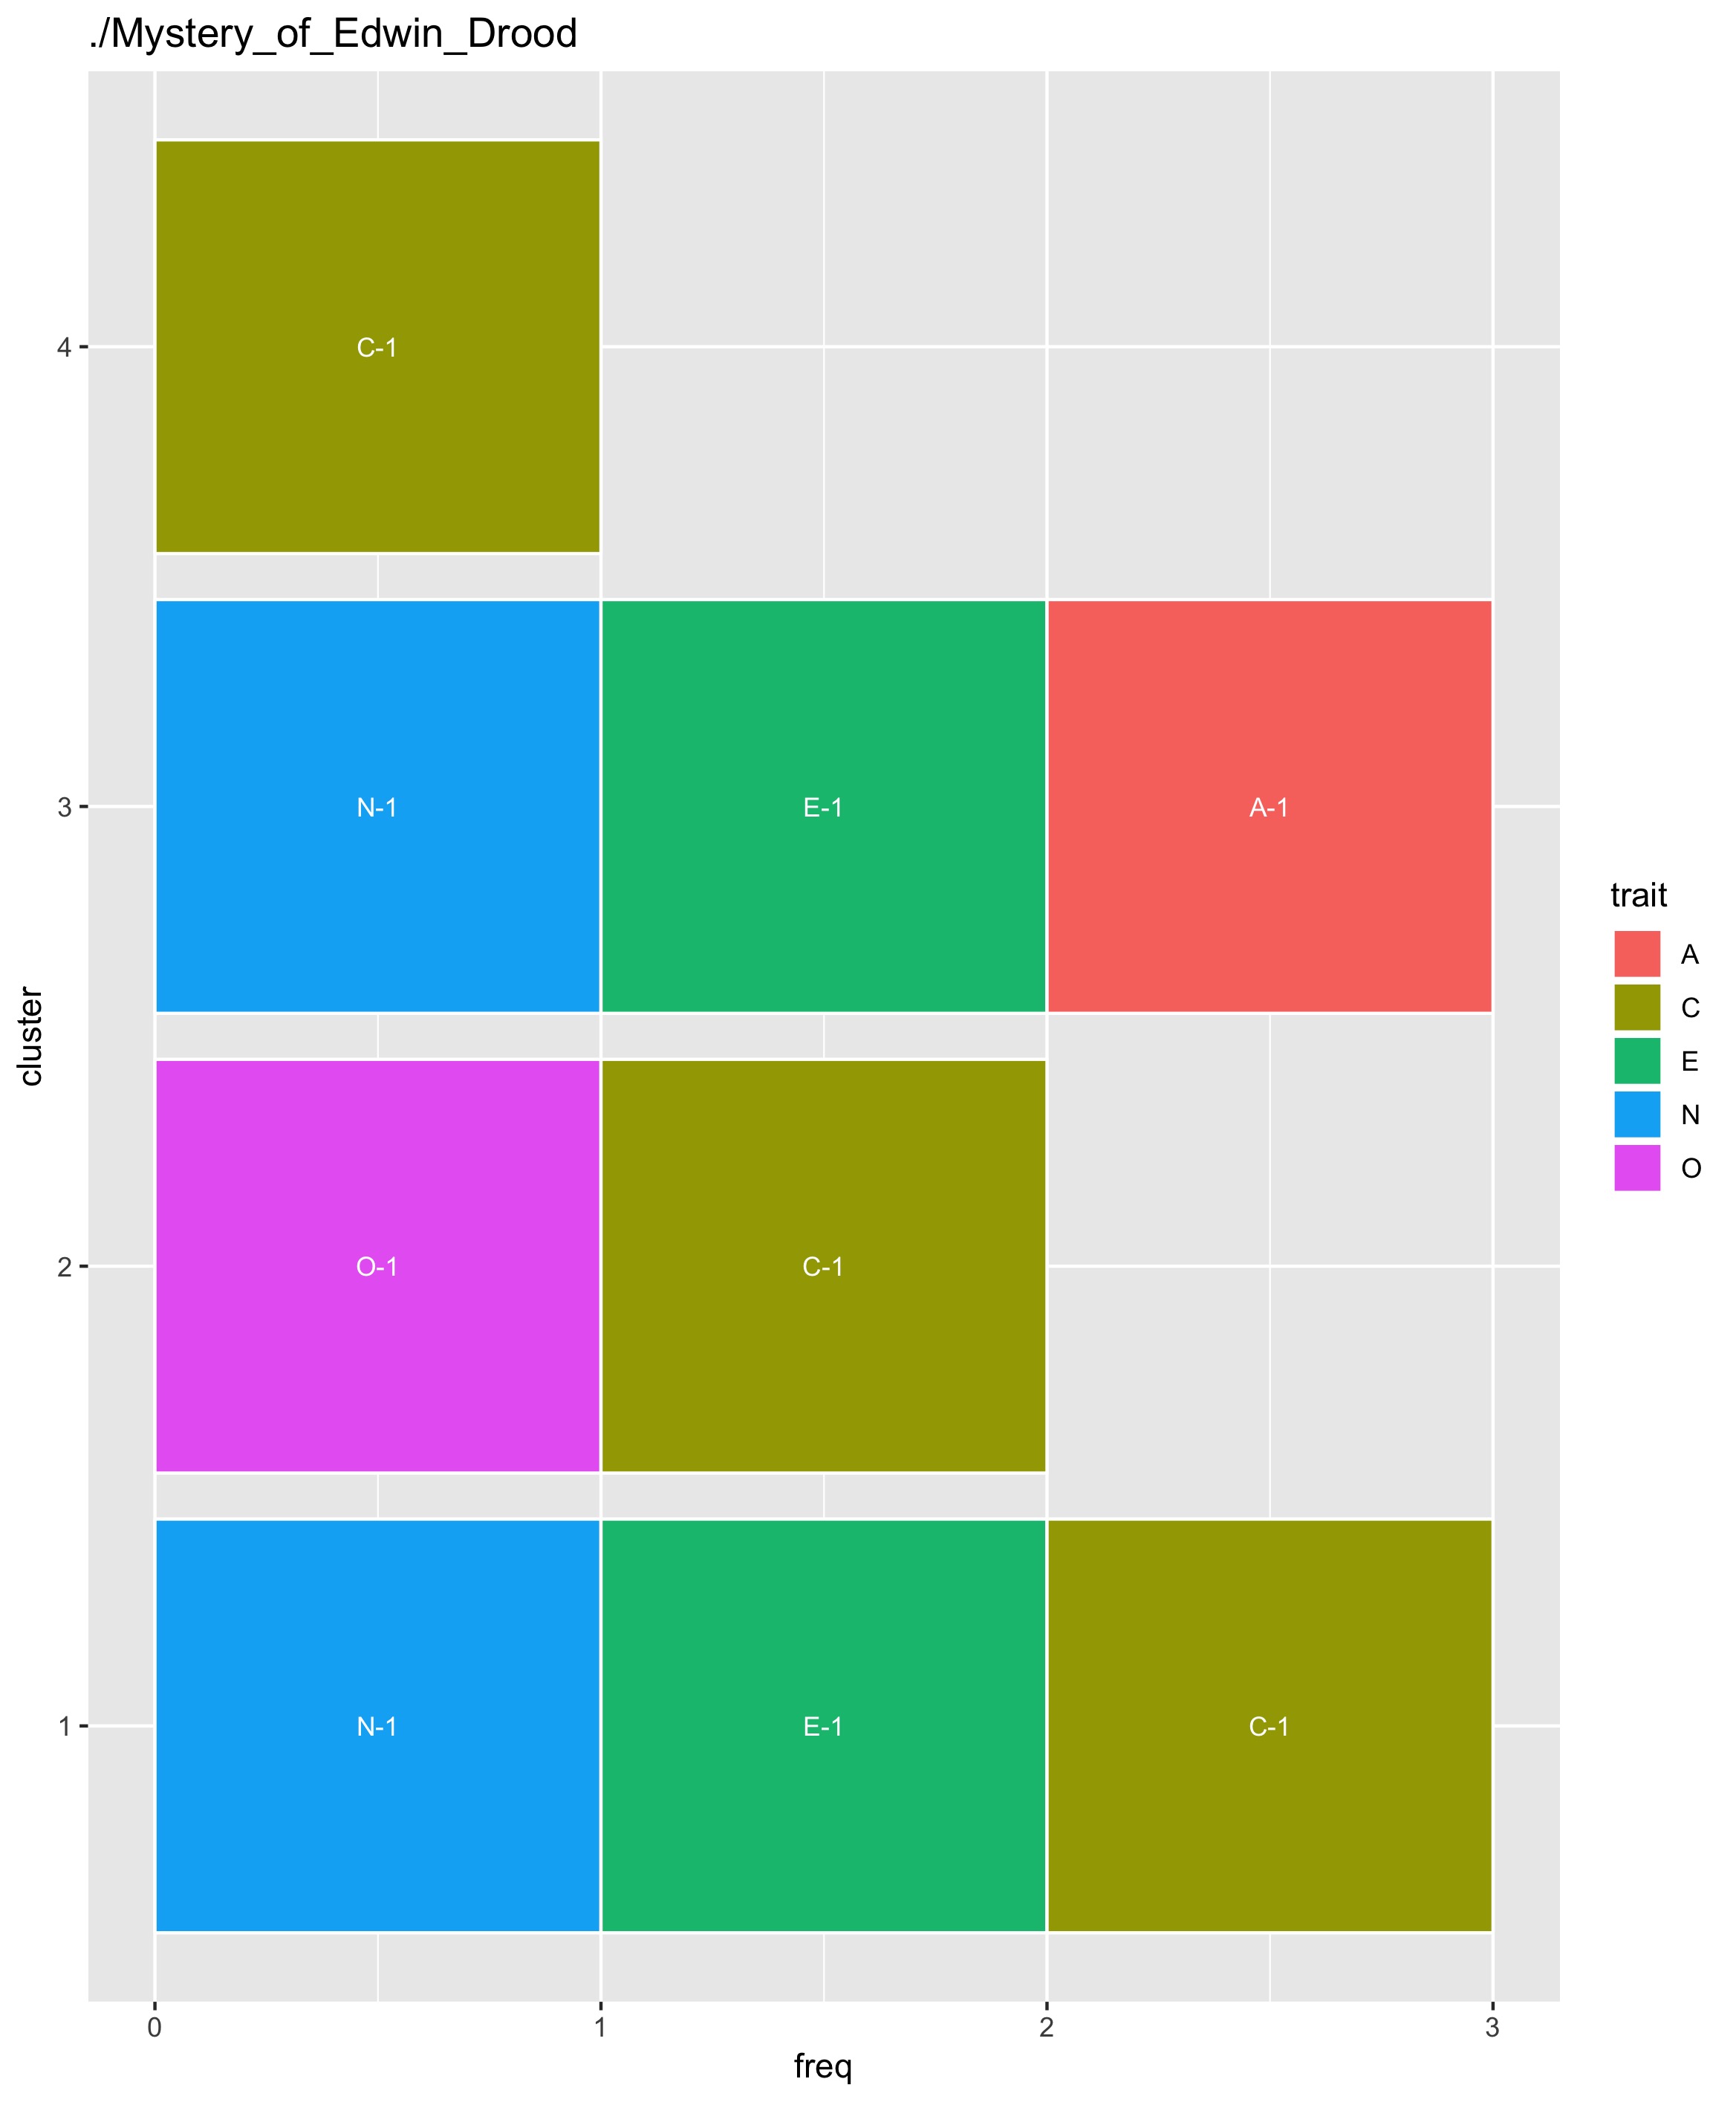 ./Mystery_of_Edwin_Drood
4
C-1
3
N-1 E-1 A-1
2
O-1 C-1
1
N-1 E-1 C-1
0 1 2 3
freq
cluster
trait
A
C
E
N
O